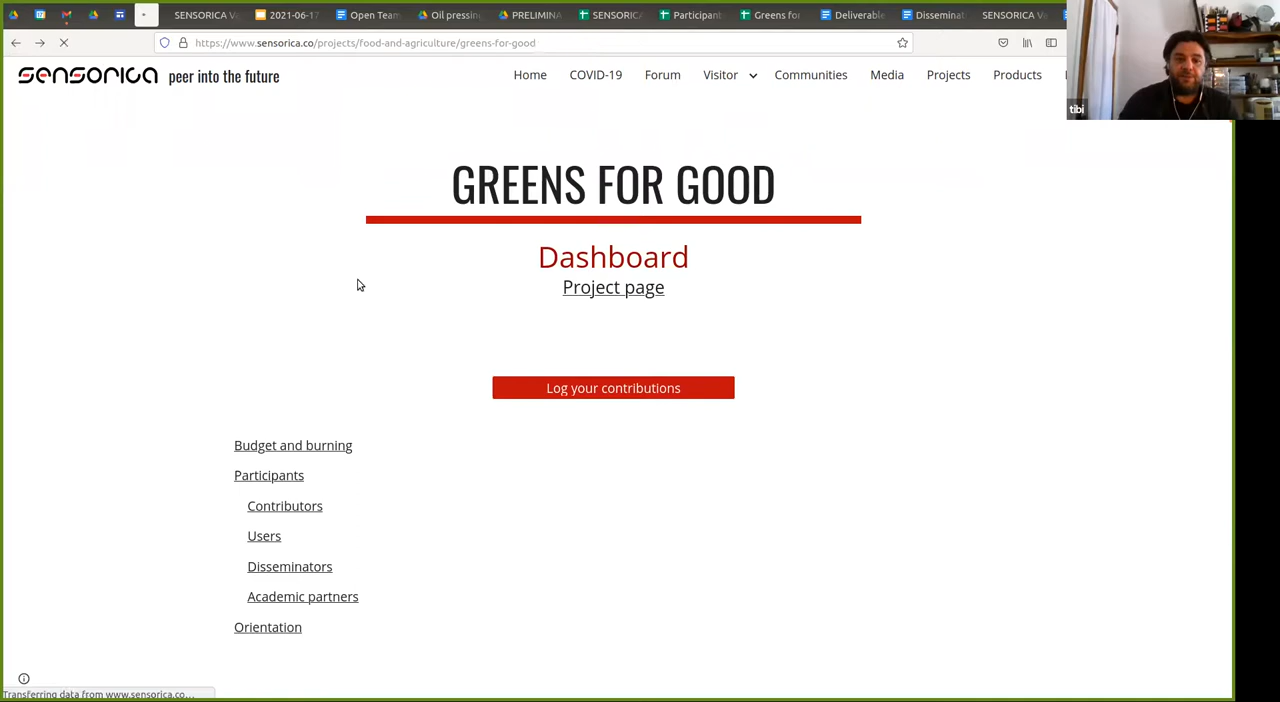 SENSORICA Va
2021-06-17
Open Team
Oil pressin
PRELIMINA
SENSORICA
Participant
Greens for
Deliverable
Disseminat
SENSORICA Va
https://www.sensorica.co/projects/food-and-agriculture/greens-for-good
sensorica peer into the future
Home COVID-19 Forum Visitor Communities Media Projects Products
tibi
GREENS FOR GOOD
Dashboard
Project page
Log your contributions
Budget and burning
Participants
Contributors
Users
Disseminators
Academic partners
Orientation
Transferring data from www.sensorica.co...